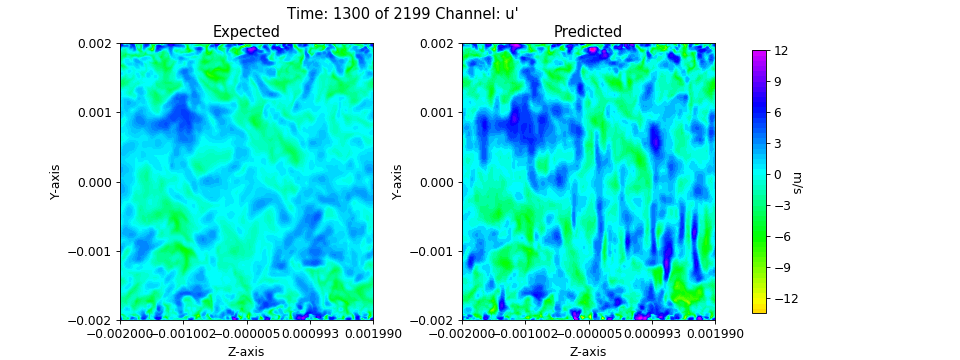 Time: 1300 of 2199 Channel: u'
Expected
Predicted
0.002
0.001
0.000
−0.001
−0.002
Y-axis
−0.002000 −0.001002 −0.000005 0.000993 0.001990
Z-axis
0.002
0.001
0.000
−0.001
−0.002
Y-axis
−0.002000 −0.001002 −0.000005 0.000993 0.001990
Z-axis
12
9
6
3
0
−3
−6
−9
−12
m/s